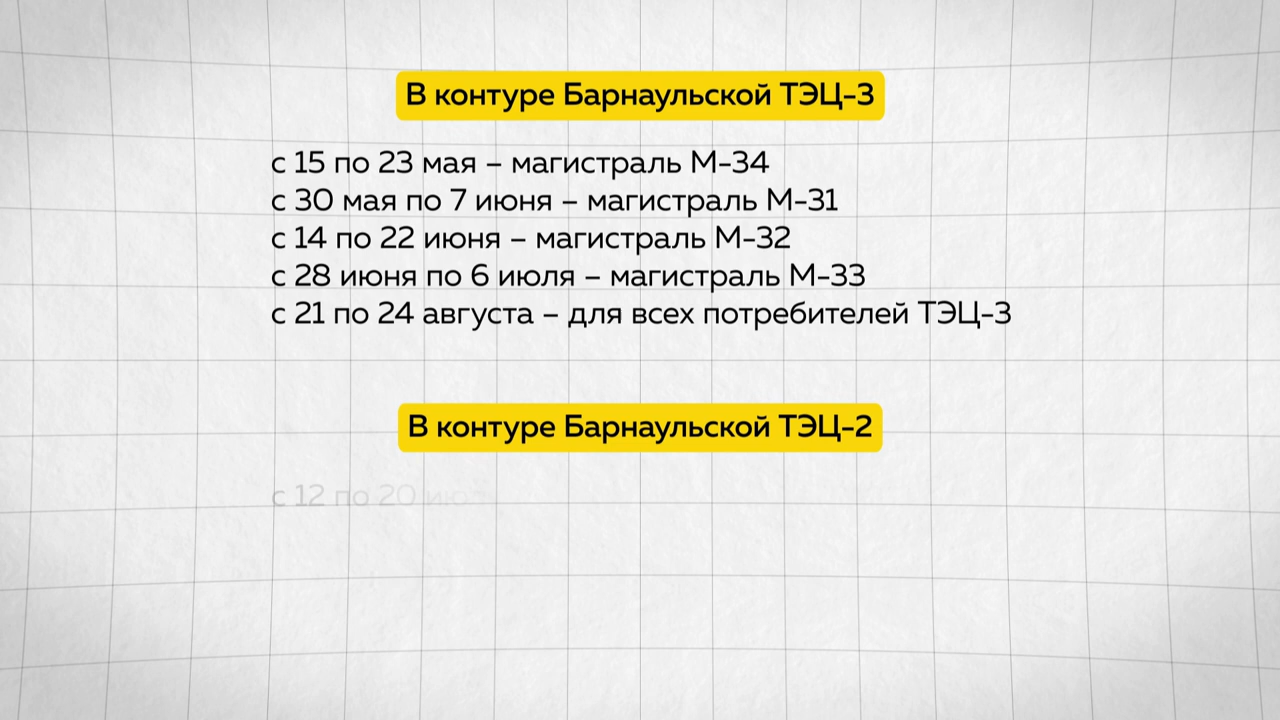 В контуре Барнаульской ТЭЦ-3
с 15 по 23 мая – магистраль М-34
с 30 мая по 7 июня – магистраль М-31
с 14 по 22 июня – магистраль М-32
с 28 июня по 6 июля – магистраль М-33
с 21 по 24 августа – для всех потребителей ТЭЦ-3
В контуре Барнаульской ТЭЦ-2
с 12 по 20